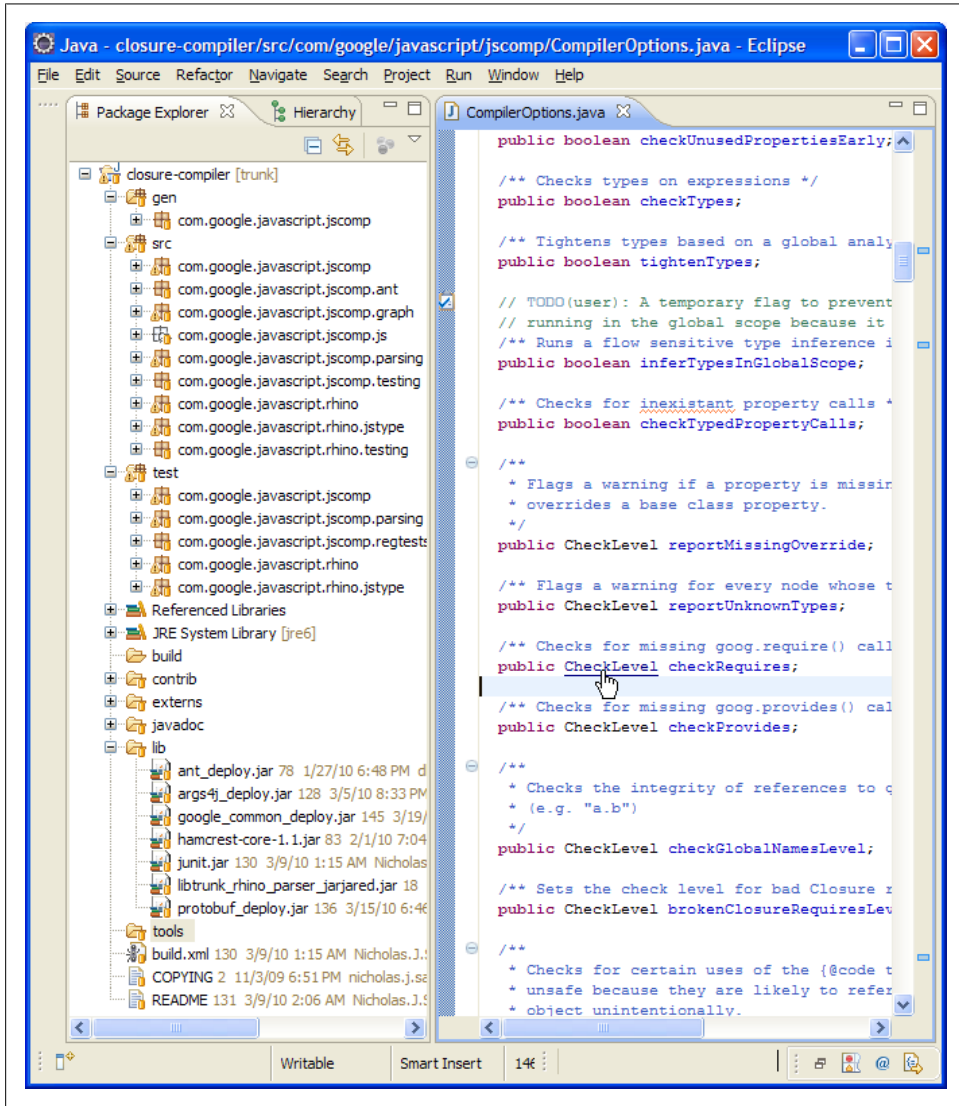 Java - closure-compiler/src/com/google/javascript/jscomp/CompilerOptions.java - Eclipse
File Edit Source Refactor Navigate Search Project Run Window Help
Package Explorer
Hierarchy
closure-compiler [trunk]
gen
com.google.javascript.jscomp
src
com.google.javascript.jscomp
com.google.javascript.jscomp.ant
com.google.javascript.jscomp.graph
com.google.javascript.jscomp.js
com.google.javascript.jscomp.parsing
com.google.javascript.jscomp.testing
com.google.javascript.rhino
com.google.javascript.rhino.jstype
com.google.javascript.rhino.testing
test
com.google.javascript.jscomp
com.google.javascript.jscomp.parsing
com.google.javascript.jscomp.regtests
com.google.javascript.rhino
com.google.javascript.rhino.jstype
Referenced Libraries
JRE System Library [jre6]
build
contrib
externs
javadoc
lib
ant_deploy.jar 78 1/27/10 6:48 PM d
args4j_deploy.jar 128 3/5/10 8:33 PM
google_common_deploy.jar 145 3/19/
hamcrest-core-1.1.jar 83 2/1/10 7:04
junit.jar 130 3/9/10 1:15 AM Nicholas
libtrunk_rhino_parser_jarjared.jar 18
protobuf_deploy.jar 136 3/15/10 6:46
tools
build.xml 130 3/9/10 1:15 AM Nicholas.J.S
COPYING 2 11/3/09 6:51 PM nicholas.j.sa
README 131 3/9/10 2:06 AM Nicholas.J.S
CompilerOptions.java
public boolean checkUnusedPropertiesEarly;
/** Checks types on expressions */
public boolean checkTypes;
/** Tightens types based on a global analy
public boolean tightenTypes;
// TODO(user): A temporary flag to prevent
// running in the global scope because it
/** Runs a flow sensitive type inference i
public boolean inferTypesInGlobalScope;
/** Checks for inexistant property calls *
public boolean checkTypedPropertyCalls;
/**
* Flags a warning if a property is missin
* overrides a base class property.
*/
public CheckLevel reportMissingOverride;
/** Flags a warning for every node whose t
public CheckLevel reportUnknownTypes;
/** Checks for missing goog.require() call
public CheckLevel checkRequires;
/** Checks for missing goog.provides() cal
public CheckLevel checkProvides;
/**
* Checks the integrity of references to q
* (e.g. "a.b")
*/
public CheckLevel checkGlobalNamesLevel;
/** Sets the check level for bad Closure r
public CheckLevel brokenClosureRequiresLev
/**
* Checks for certain uses of the {@code t
* unsafe because they are likely to refer
* object unintentionally.
Writable
Smart Insert
146